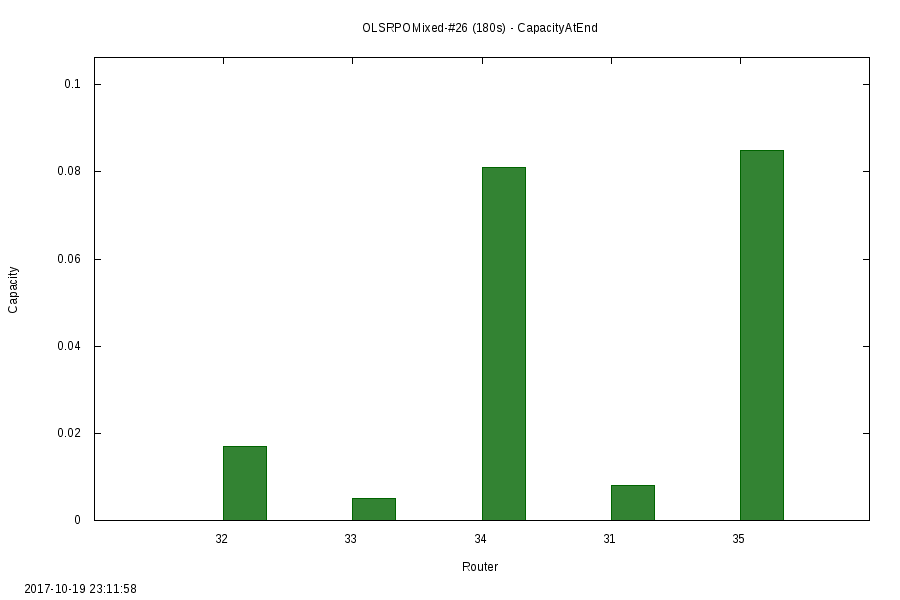 OLSRPOMixed-#26 (180s) - CapacityAtEnd
0.1
0.08
0.06
0.04
0.02
0
Capacity
32 33 34 31 35
Router
2017-10-19 23:11:58